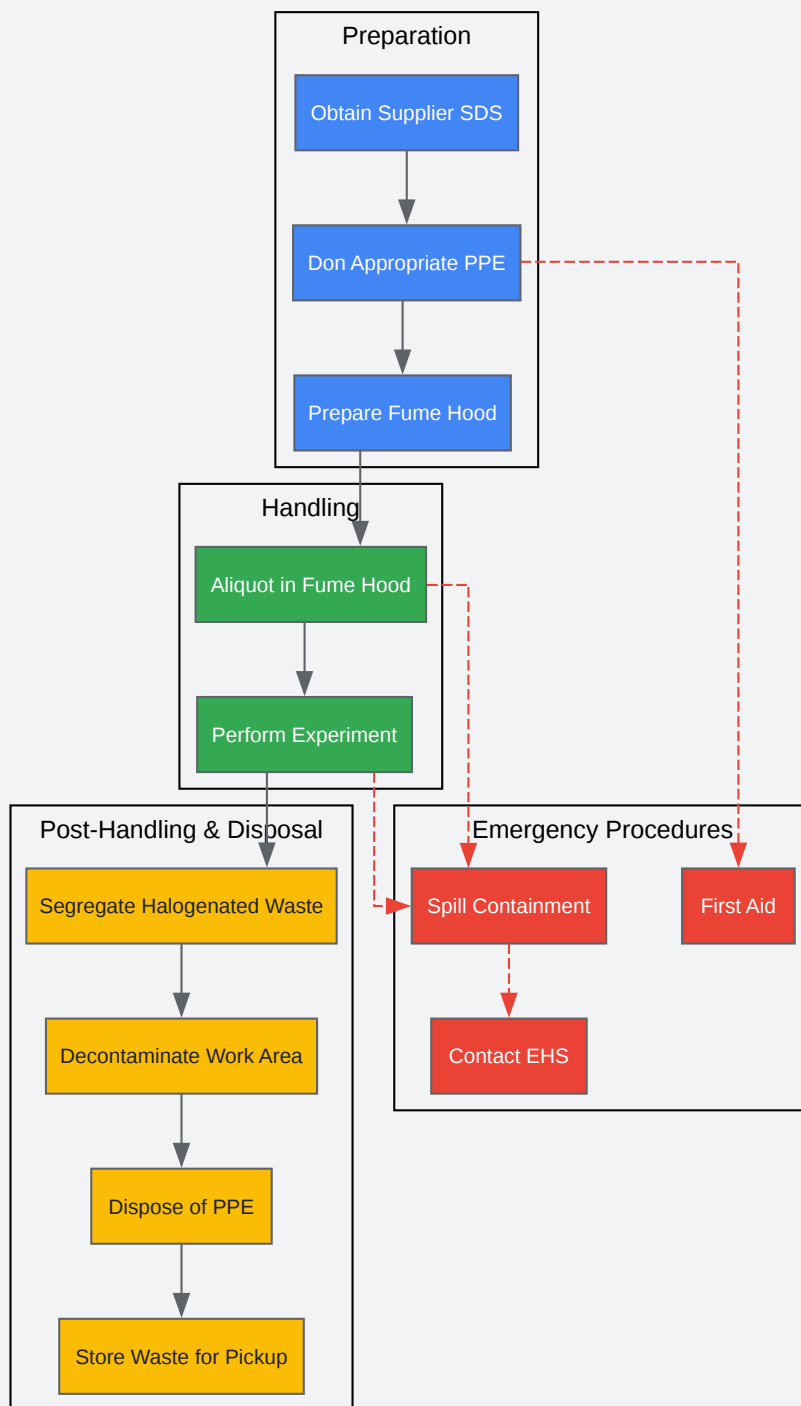 Preparation
Obtain Supplier SDS
Don Appropriate PPE
Prepare Fume Hood
Handling
Aliquot in Fume Hood
Perform Experiment
Post-Handling & Disposal
Segregate Halogenated Waste
Decontaminate Work Area
Dispose of PPE
Store Waste for Pickup
Emergency Procedures
Spill Containment
First Aid
Contact EHS